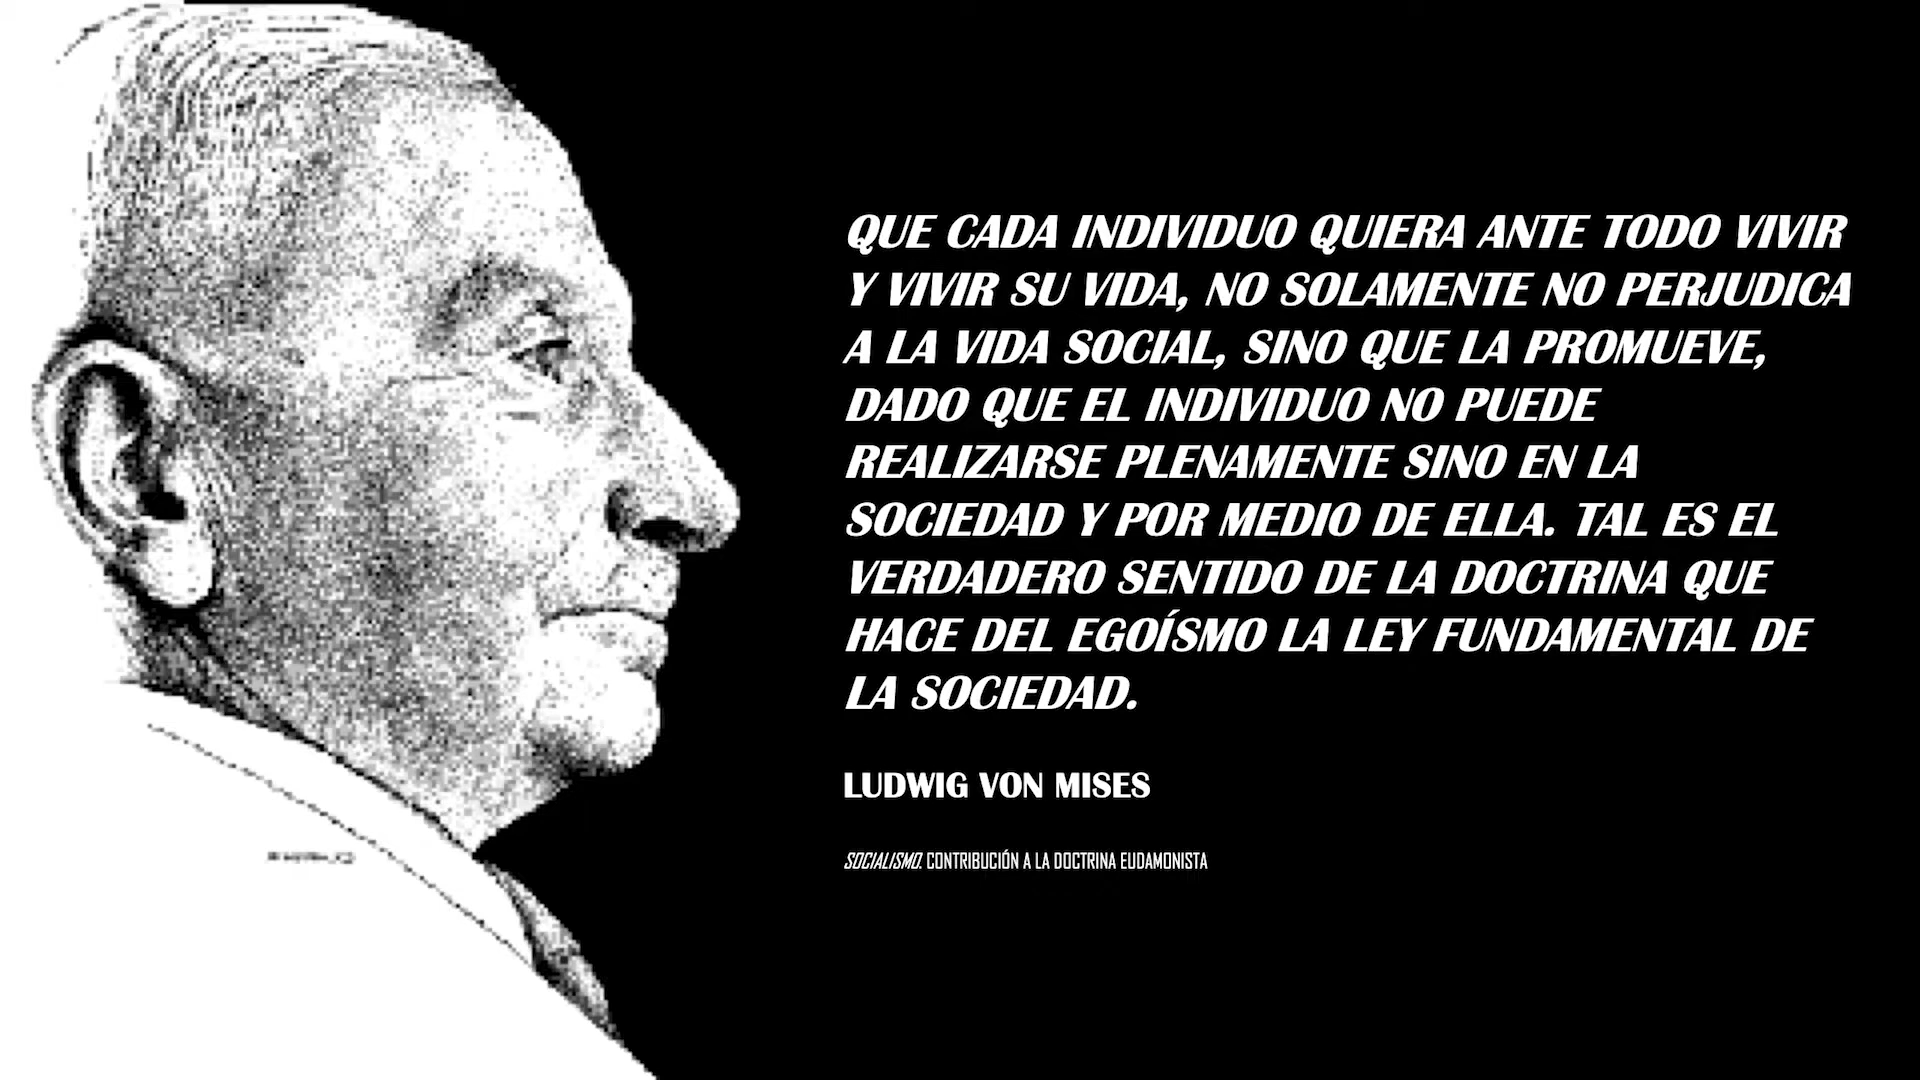 QUE CADA INDIVIDUO QUIERA ANTE TODO VIVIR
Y VIVIR SU VIDA, NO SOLAMENTE NO PERJUDICA
A LA VIDA SOCIAL, SINO QUE LA PROMUEVE,
DADO QUE EL INDIVIDUO NO PUEDE
REALIZARSE PLENAMENTE SINO EN LA
SOCIEDAD Y POR MEDIO DE ELLA. TAL ES EL
VERDADERO SENTIDO DE LA DOCTRINA QUE
HACE DEL EGOÍSMO LA LEY FUNDAMENTAL DE
LA SOCIEDAD.
LUDWIG VON MISES
SOCIALISMO. CONTRIBUCIÓN A LA DOCTRINA EUDAMONISTA